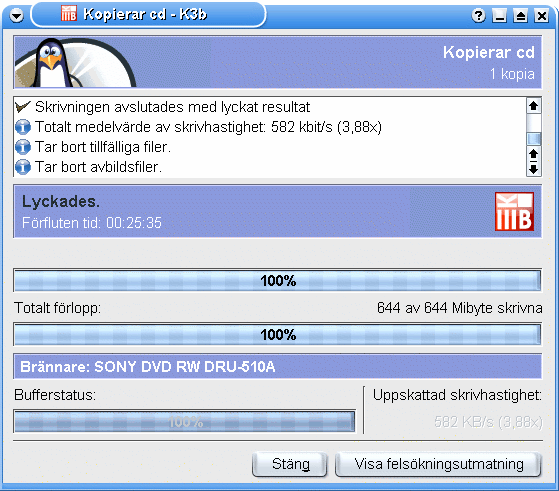 Kopierar cd - K3b
Kopierar cd
1 kopia
Skrivningen avslutades med lyckat resultat
Totalt medelvärde av skrivhastighet: 582 kbit/s (3,88x)
Tar bort tillfälliga filer.
Tar bort avbildsfiler.
Lyckades.
Förfluten tid: 00:25:35
100%
Totalt förlopp: 644 av 644 Mibyte skrivna
100%
Brännare: SONY DVD RW DRU-510A
Bufferstatus: Uppskattad skrivhastighet:
100% 582 KB/s (3,88x)
Stäng Visa felsökningsutmatning